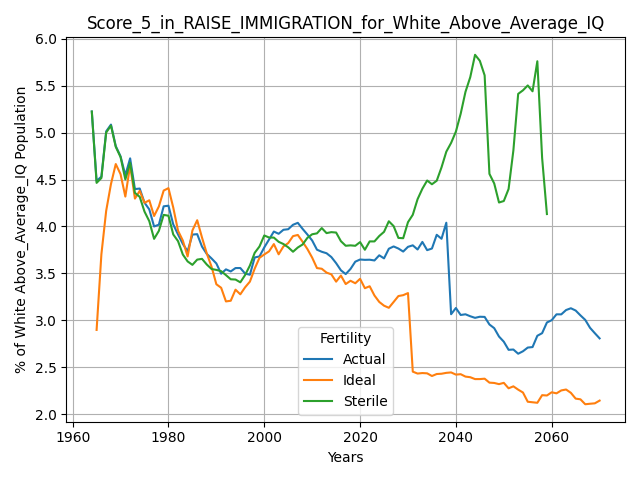 Score_5_in_RAISE_IMMIGRATION_for_White_Above_Average_IQ
% of White Above_Average_IQ Population
6.0
5.5
5.0
4.5
4.0
3.5
3.0
2.5
2.0
Fertility
Actual
Ideal
Sterile
1960 1980 2000 2020 2040 2060
Years